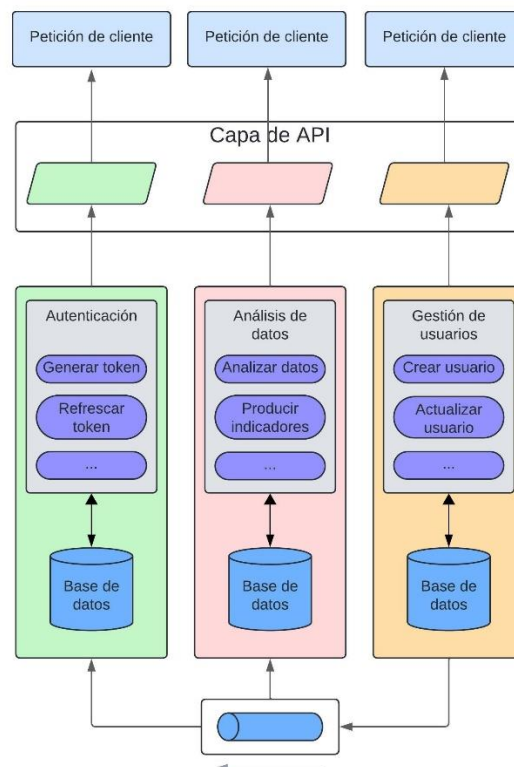 Petición de cliente
Petición de cliente
Petición de cliente
Capa de API
Autenticación
Generar token
Refrescar
token
...
Base de
datos
Análisis de
datos
Analizar datos
Producir
indicadores
...
Base de
datos
Gestión de
usuarios
Crear usuario
Actualizar
usuario
...
Base de
datos